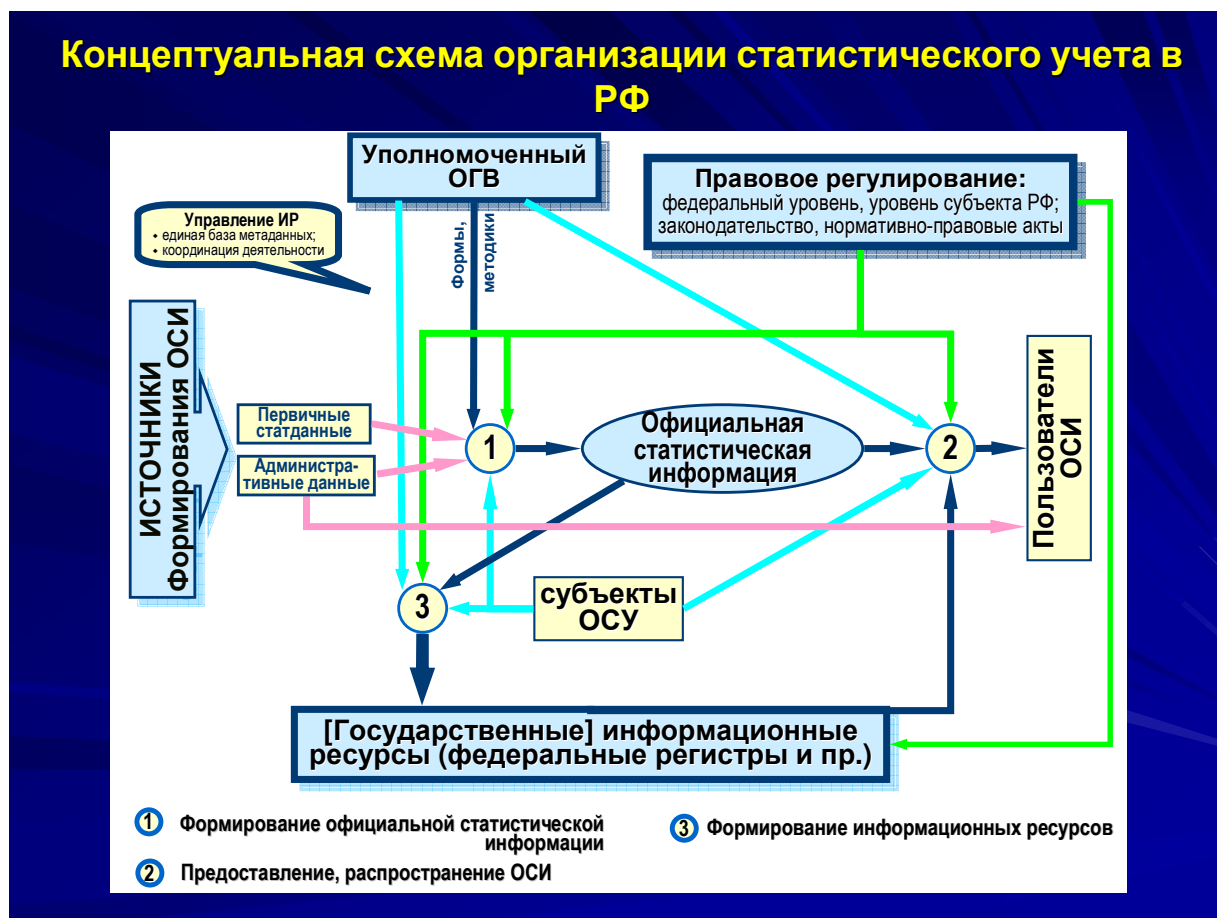 Концептуальная схема организации статистического учета в
РФ
Уполномоченный
ОГВ
Правовое регулирование:
федеральный уровень, уровень субъекта РФ;
законодательство, нормативно-правовые акты
Управление ИР
• единая база метаданных;
• координация деятельности
Формы,
методики
ИСТОЧНИКИ
Формирования ОСИ
Первичные
статданные
Администра-
тивные данные
1
Официальная
статистическая
информация
2
Пользователи
ОСИ
3
субъекты
ОСУ
[Государственные] информационные
ресурсы (федеральные регистры и пр.)
1 Формирование официальной статистической
информации
3 Формирование информационных ресурсов
2 Предоставление, распространение ОСИ